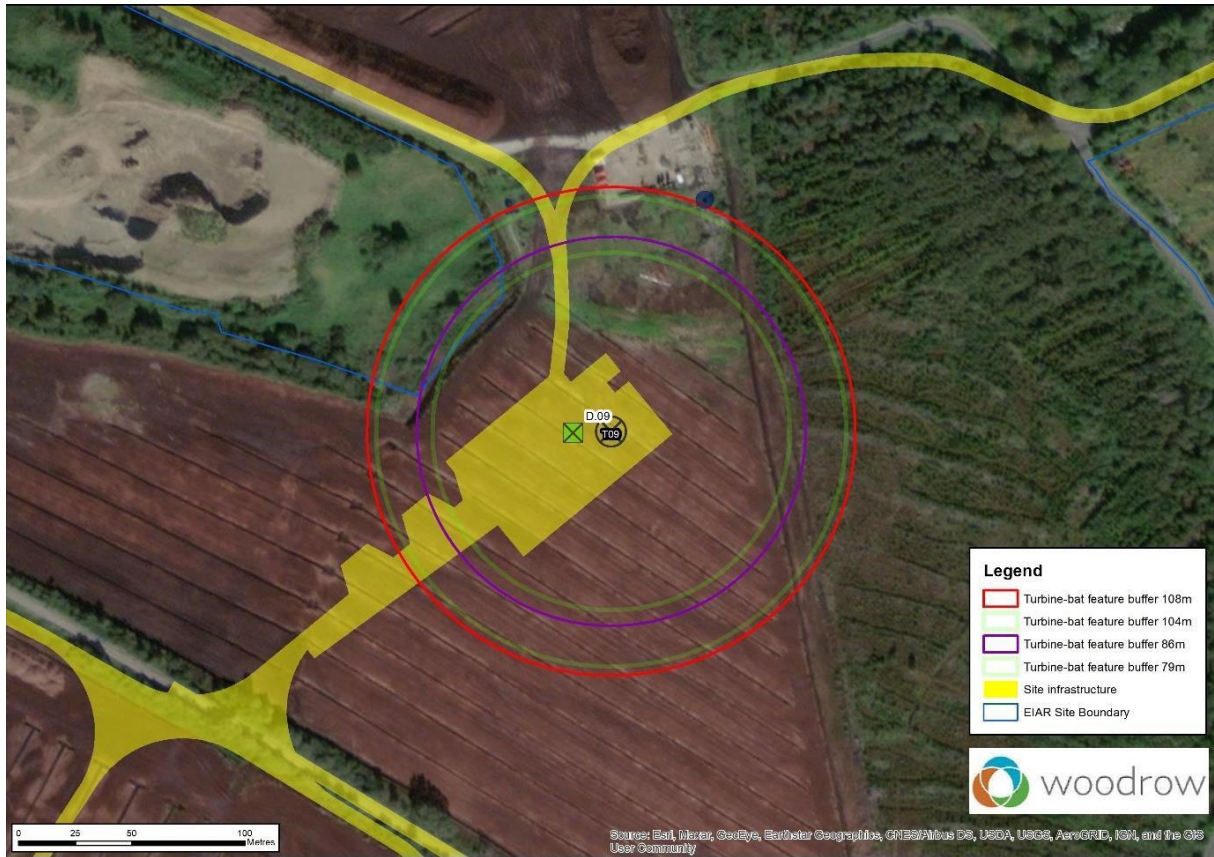 D.09
T09
Legend
Turbine-bat feature buffer 108m
Turbine-bat feature buffer 104m
Turbine-bat feature buffer 86m
Turbine-bat feature buffer 79m
Site infrastructure
EIAR Site Boundary
woodrow
0 25 50 100
Metres
Source: Esri, Maxar, GeoEye, Earthstar Geographics, CNES/Airbus DS, USDA, USGS, AeroGRID, IGN, and the GIS
User Community